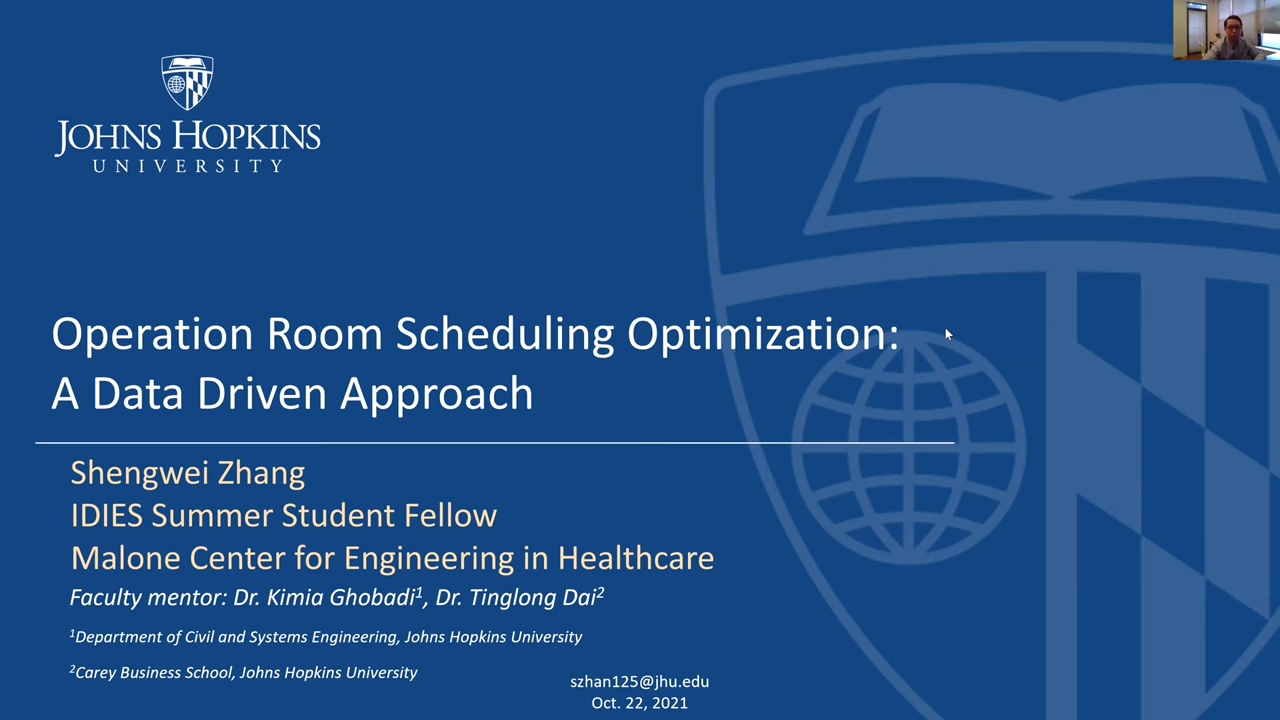 JOHNS HOPKINS
UNIVERSITY
Operation Room Scheduling Optimization:
A Data Driven Approach
Shengwei Zhang
IDIES Summer Student Fellow
Malone Center for Engineering in Healthcare
Faculty mentor: Dr. Kimia Ghobadi¹, Dr. Tinglong Dai²
¹Department of Civil and Systems Engineering, Johns Hopkins University
²Carey Business School, Johns Hopkins University
szhan125@jhu.edu
Oct. 22, 2021